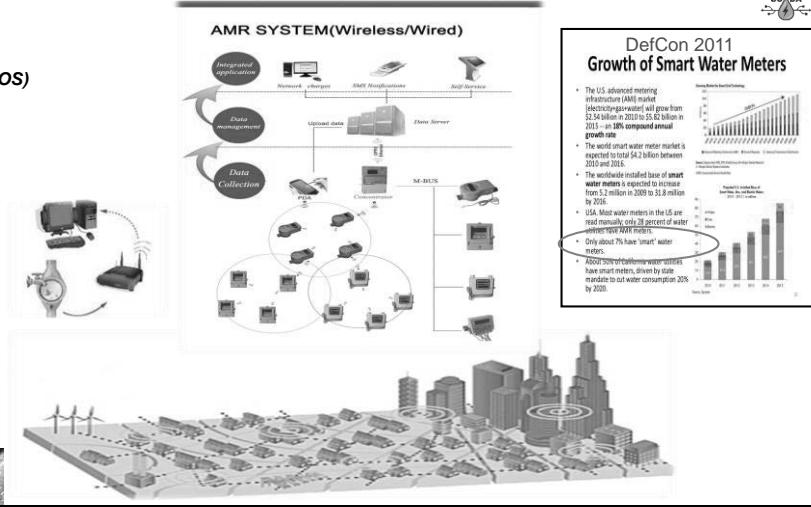 OS)
AMR SYSTEM(Wireless/Wired)
Integrated
application
Network charges
SMS Notifications
Self-Service
Data
management
Upload data
Data Server
Data
Collection
PDA
Concentrator
M-BUS
DefCon 2011
Growth of Smart Water Meters
• The U.S. advanced metering
infrastructure (AMI) market
[electricity+gas+water] will grow from
$2.54 billion in 2010 to $5.82 billion in
2015 – an 18% compound annual
growth rate
• The world smart water meter market is
expected to total $4.2 billion between
2010 and 2016.
• The worldwide installed base of smart
water meters is expected to increase
from 5.2 million in 2009 to 31.8 million
by 2016.
• USA. Most water meters in the US are
read manually; only 28 percent of water
utilities have AMR meters.
• Only about 7% have 'smart' water
meters.
• About 50% of California water utilities
have smart meters, driven by state
mandate to cut water consumption 20%
by 2020.